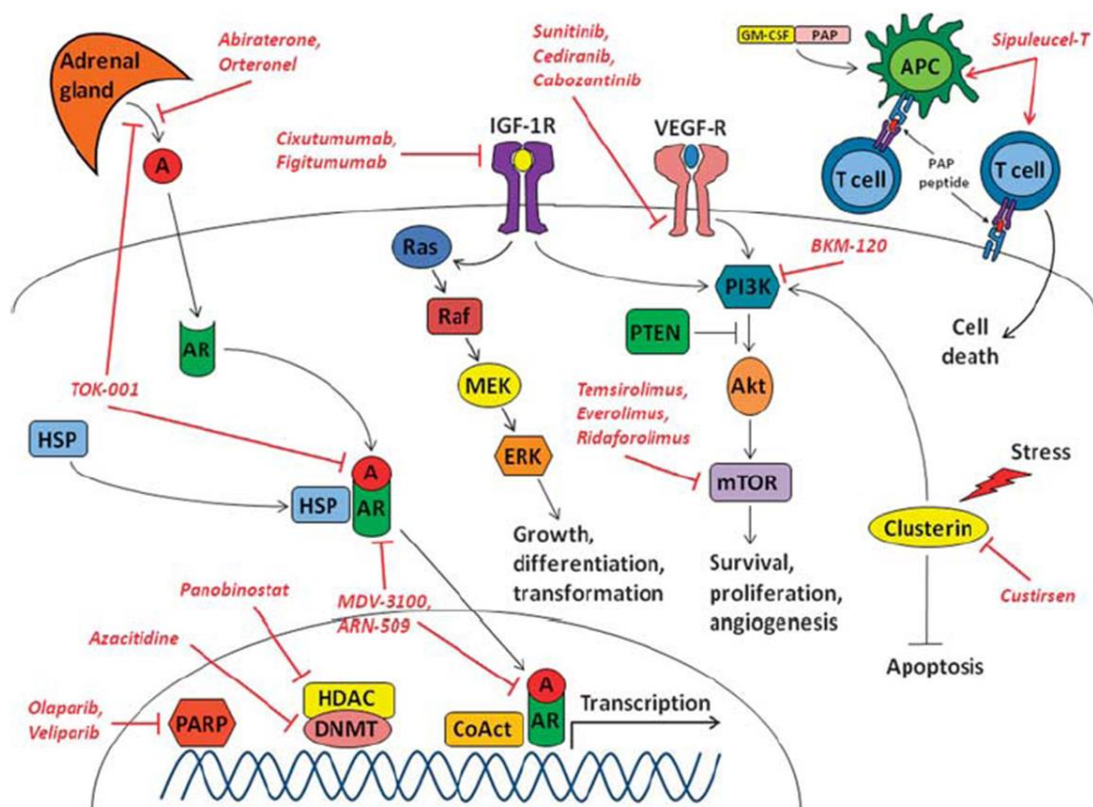 Abiraterone,
Orteronel
Adrenal
gland
A
Sunitinib,
Cediranib,
Cabozantinib
GM-CSF PAP
Sipuleucel-T
APC
Cixutumumab,
Figitumumab
IGF-1R
VEGF-R
T cell
PAP
peptide
T cell
Ras
BKM-120
PI3K
Raf
PTEN
Cell
death
AR
MEK
Akt
TOK-001
Temsirolimus,
Everolimus,
Ridaforolimus
HSP
ERK
mTOR
Stress
A
HSP
AR
Clusterin
Growth,
differentiation,
transformation
Survival,
proliferation,
angiogenesis
Custirsen
Panobinostat
MDV-3100,
ARN-509
Azacitidine
Apoptosis
Olaparib,
Veliparib
PARP
HDAC
DNMT
CoAct
A
AR
Transcription